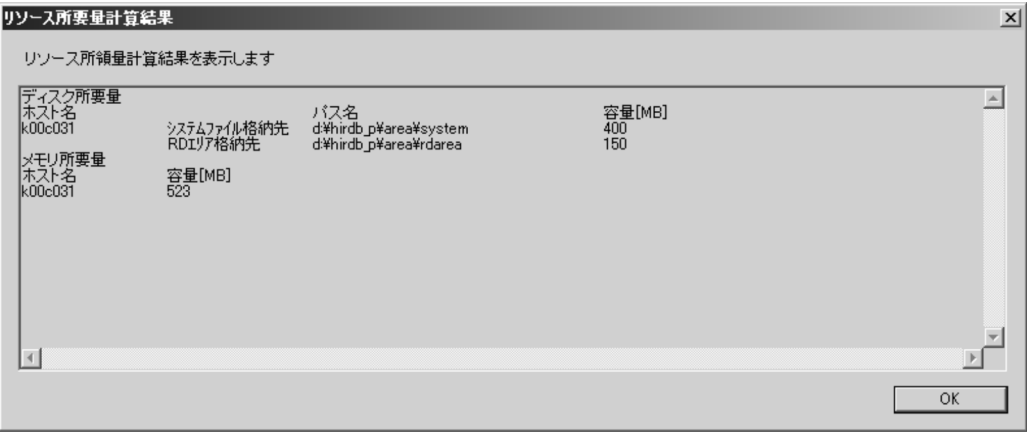 リソース所要量計算結果
リソース所領量計算結果を表示します
ディスク所要量
ホスト名 パス名 容量[MB]
k00c031 ｼｽﾃﾑﾌｧｲﾙ格納先 d:¥hirdb_p¥area¥system 400
RDｴﾘｱ格納先 d:¥hirdb_p¥area¥rdarea 150
メモリ所要量
ホスト名 容量[MB]
k00c031 523
OK